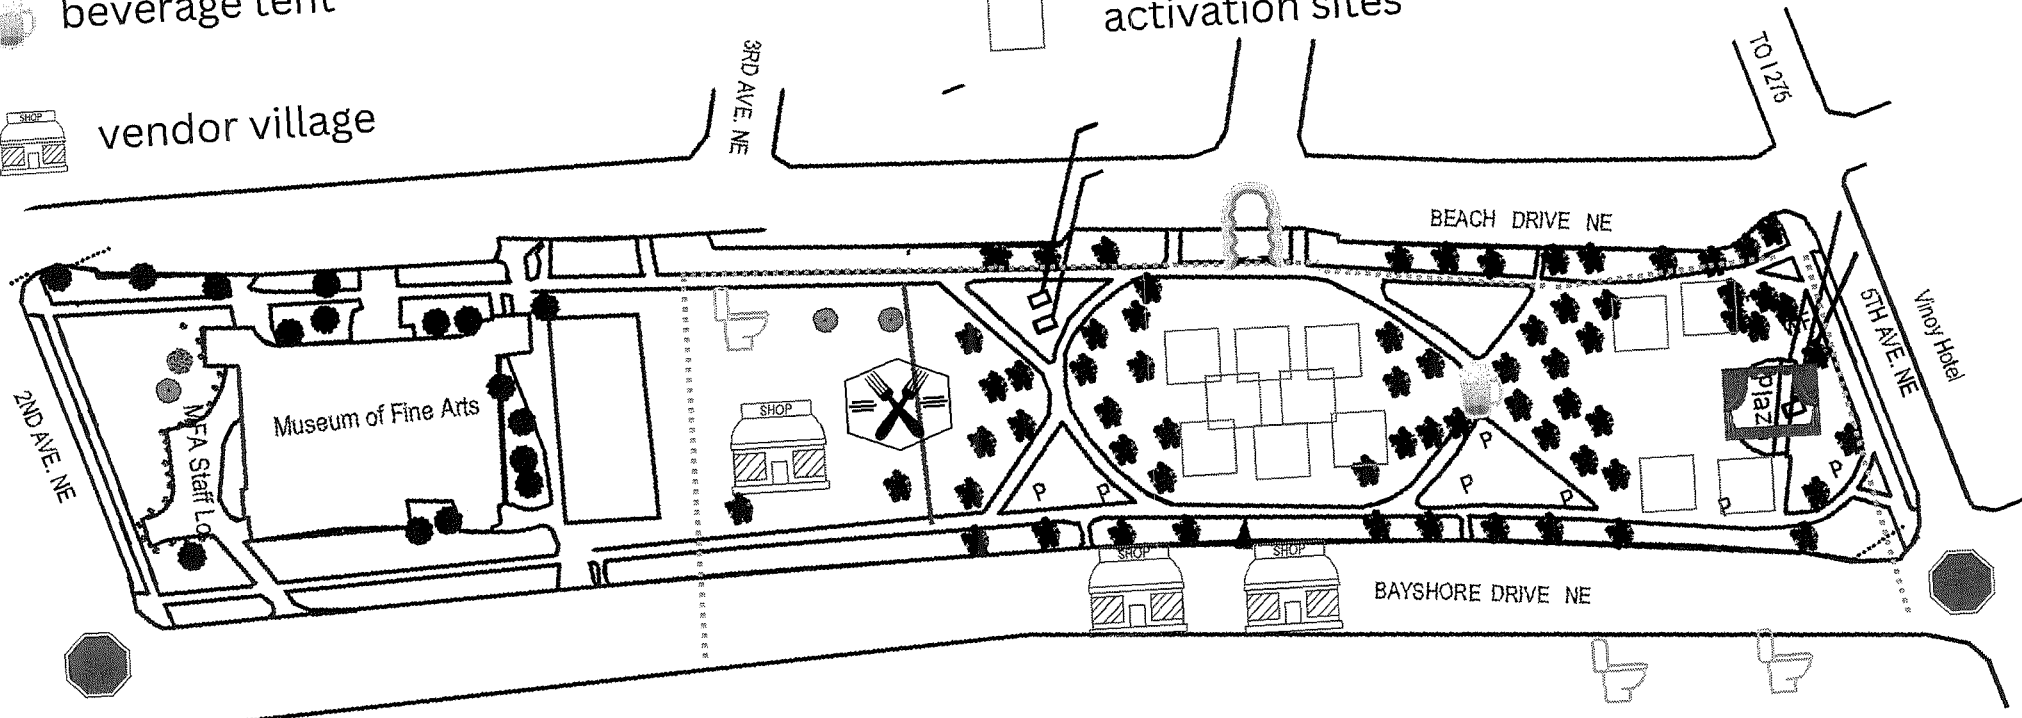 beverage tent
activation sites
SHOP
vendor village
3RD AVE. NE
TO I 275
BEACH DRIVE NE
5TH AVE. NE
Vinoy Hotel
2ND AVE. NE
MFA Staff Lo
Museum of Fine Arts
SHOP
plaz
P
P
P
P
P
P
P
SHOP
SHOP
BAYSHORE DRIVE NE